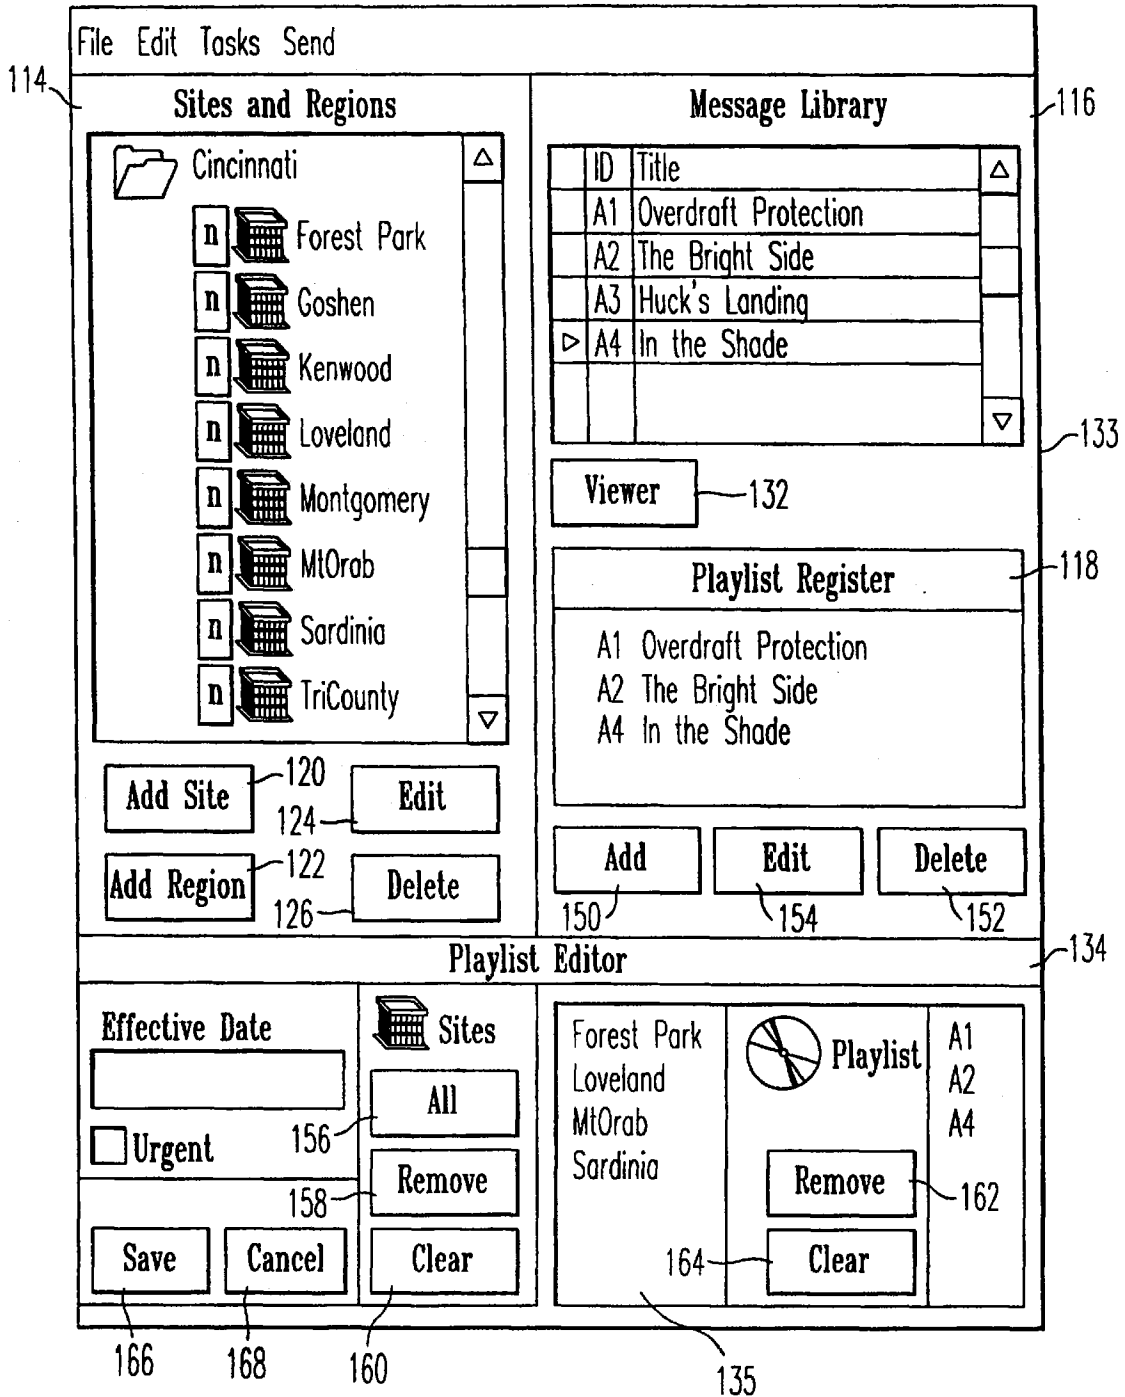 File Edit Tasks Send
114
Sites and Regions
Cincinnati
n Forest Park
n Goshen
n Kenwood
n Loveland
n Montgomery
n MtOrab
n Sardinia
n TriCounty
Add Site
120
Edit
124
Add Region
122
Delete
126
Message Library
116
ID Title
A1 Overdraft Protection
A2 The Bright Side
A3 Huck's Landing
A4 In the Shade
133
Viewer
132
Playlist Register
118
A1 Overdraft Protection
A2 The Bright Side
A4 In the Shade
Add
Edit
Delete
150
154
152
Playlist Editor
134
Effective Date
Urgent
Save
Cancel
166
168
Sites
All
156
Remove
158
Clear
160
Forest Park
Loveland
MtOrab
Sardinia
135
Playlist
Remove
162
Clear
164
A1
A2
A4